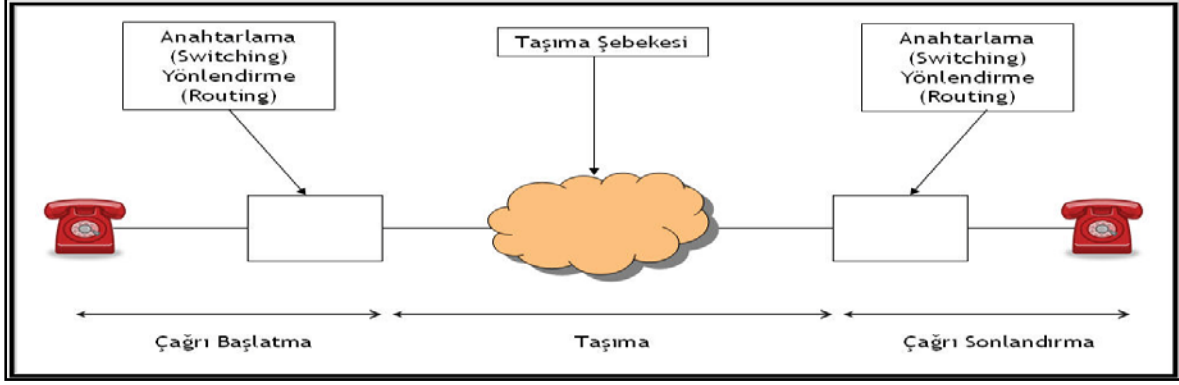 Anahtarlama
(Switching)
Yönlendirme
(Routing)
Taşıma Şebekesi
Anahtarlama
(Switching)
Yönlendirme
(Routing)
Çağrı Başlatma
Taşıma
Çağrı Sonlandırma